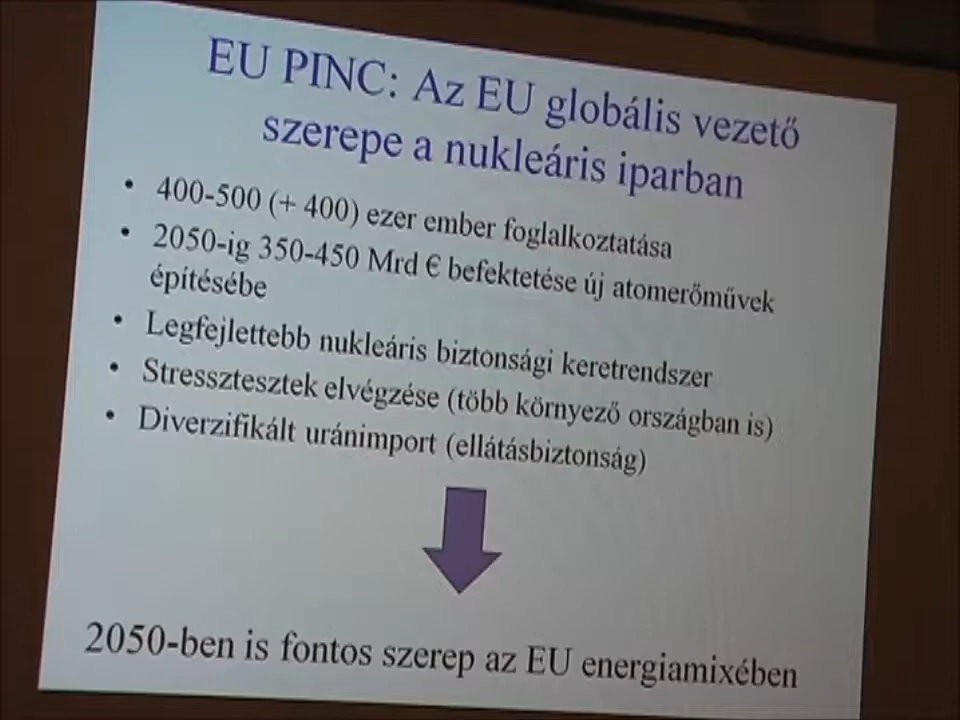 EU PINC: Az EU globális vezető
szerepe a nukleáris iparban
• 400-500 (+ 400) ezer ember foglalkoztatása
• 2050-ig 350-450 Mrd € befektetése új atomerőművek
építésébe
• Legfejlettebb nukleáris biztonsági keretrendszer
• Stressztesztek elvégzése (több környező országban is)
• Diverzifikált uránimport (ellátásbiztonság)
2050-ben is fontos szerep az EU energiamixében